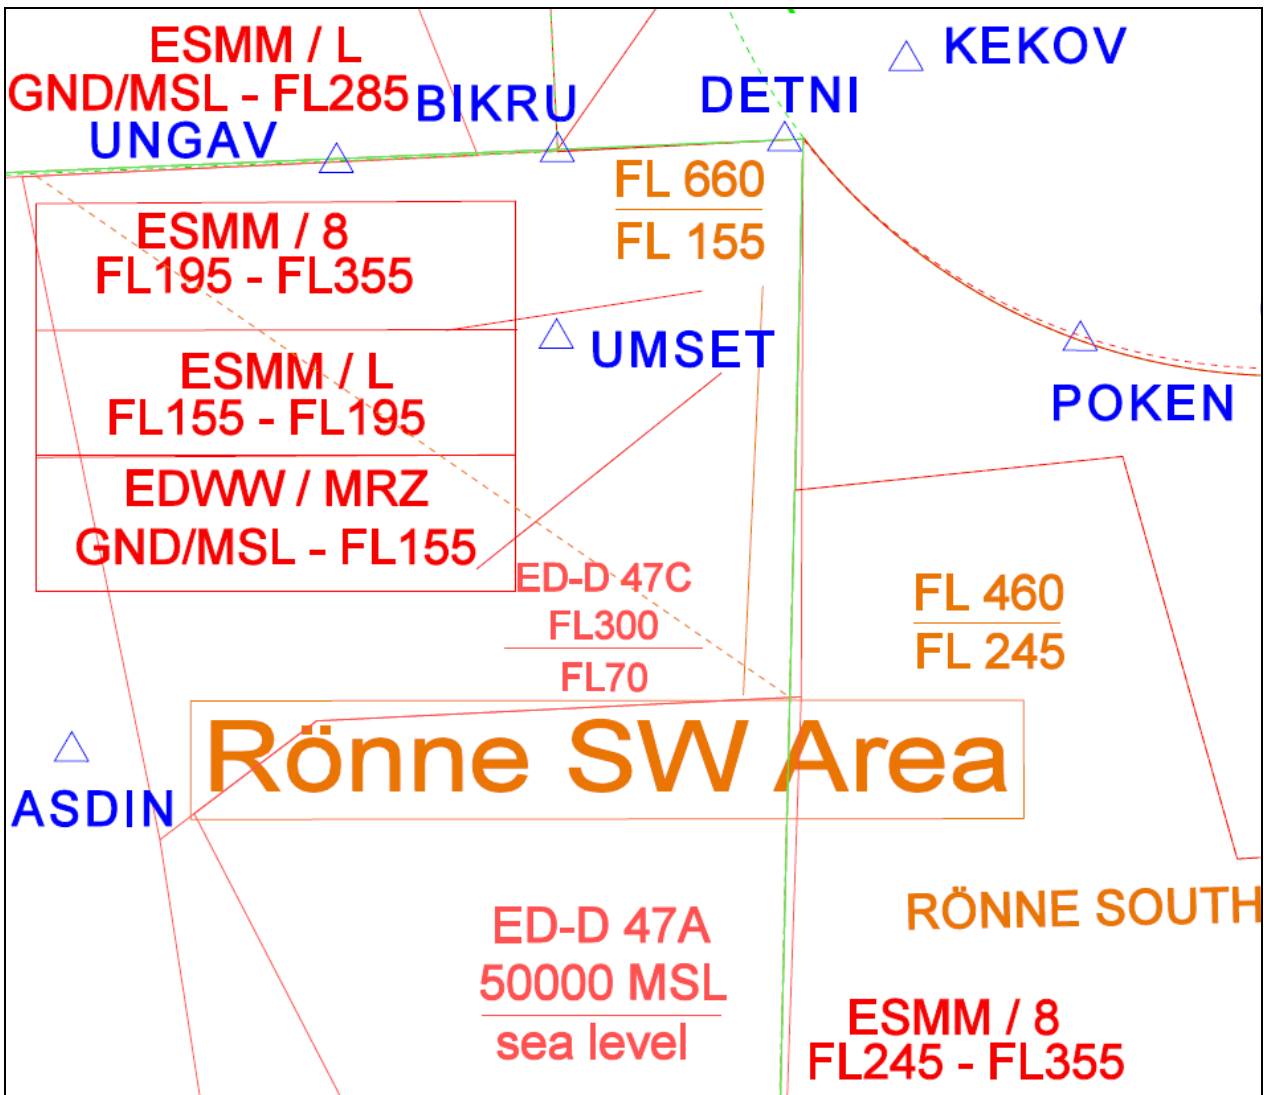 ESMM / L
GND/MSL - FL285
KEKOV
DETNI
BIKRU
UNGAV
FL 660
FL 155
ESMM / 8
FL195 - FL355
UMSET
ESMM / L
FL155 - FL195
POKEN
EDWW / MRZ
GND/MSL - FL155
ED-D 47C
FL300
FL70
FL 460
FL 245
Rönne SW Area
ASDIN
RÖNNE SOUTH
ED-D 47A
50000 MSL
sea level
ESMM / 8
FL245 - FL355